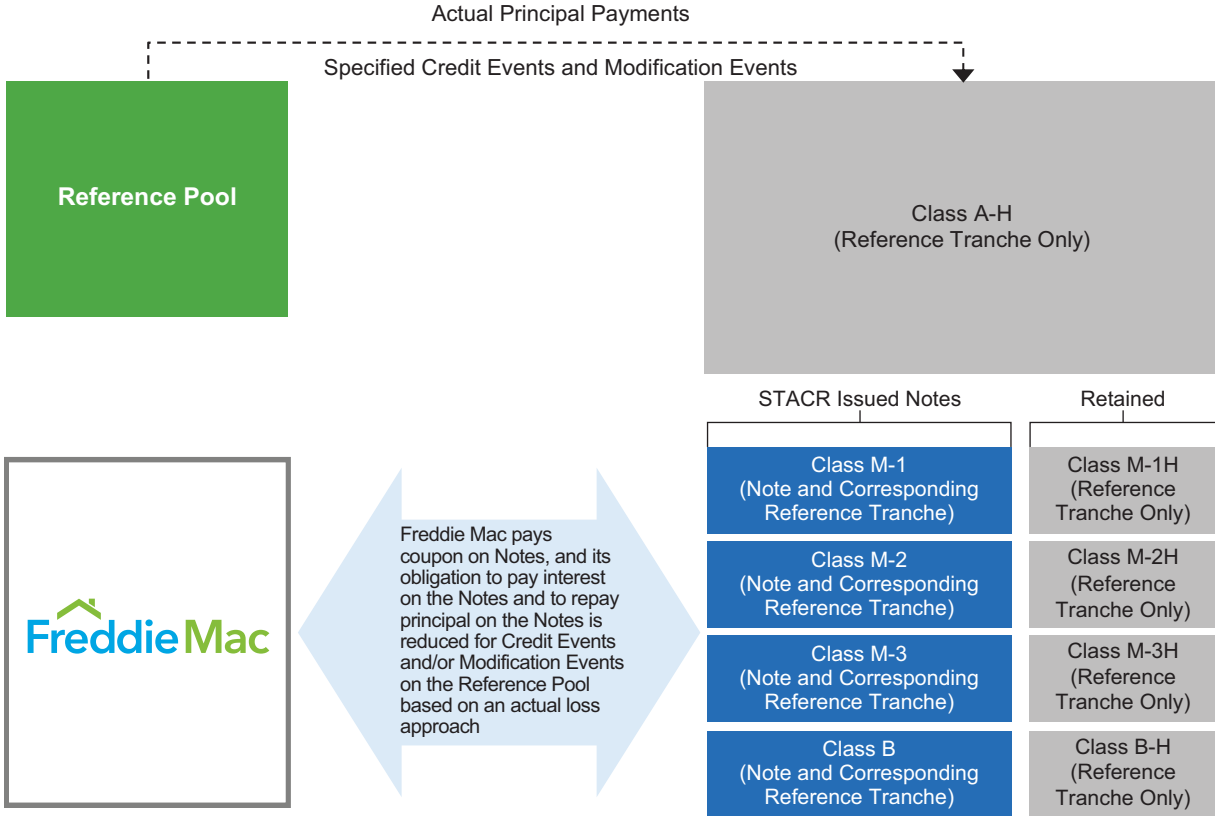 Actual Principal Payments
Specified Credit Events and Modification Events
Reference Pool
Class A-H
(Reference Tranche Only)
STACR Issued Notes
Retained
Class M-1
(Note and Corresponding
Reference Tranche)
Class M-1H
(Reference
Tranche Only)
Class M-2
(Note and Corresponding
Reference Tranche)
Class M-2H
(Reference
Tranche Only)
Class M-3
(Note and Corresponding
Reference Tranche)
Class M-3H
(Reference
Tranche Only)
Class B
(Note and Corresponding
Reference Tranche)
Class B-H
(Reference
Tranche Only)
Freddie Mac pays
coupon on Notes, and its
obligation to pay interest
on the Notes and to repay
principal on the Notes is
reduced for Credit Events
and/or Modification Events
on the Reference Pool
based on an actual loss
approach
FreddieMac